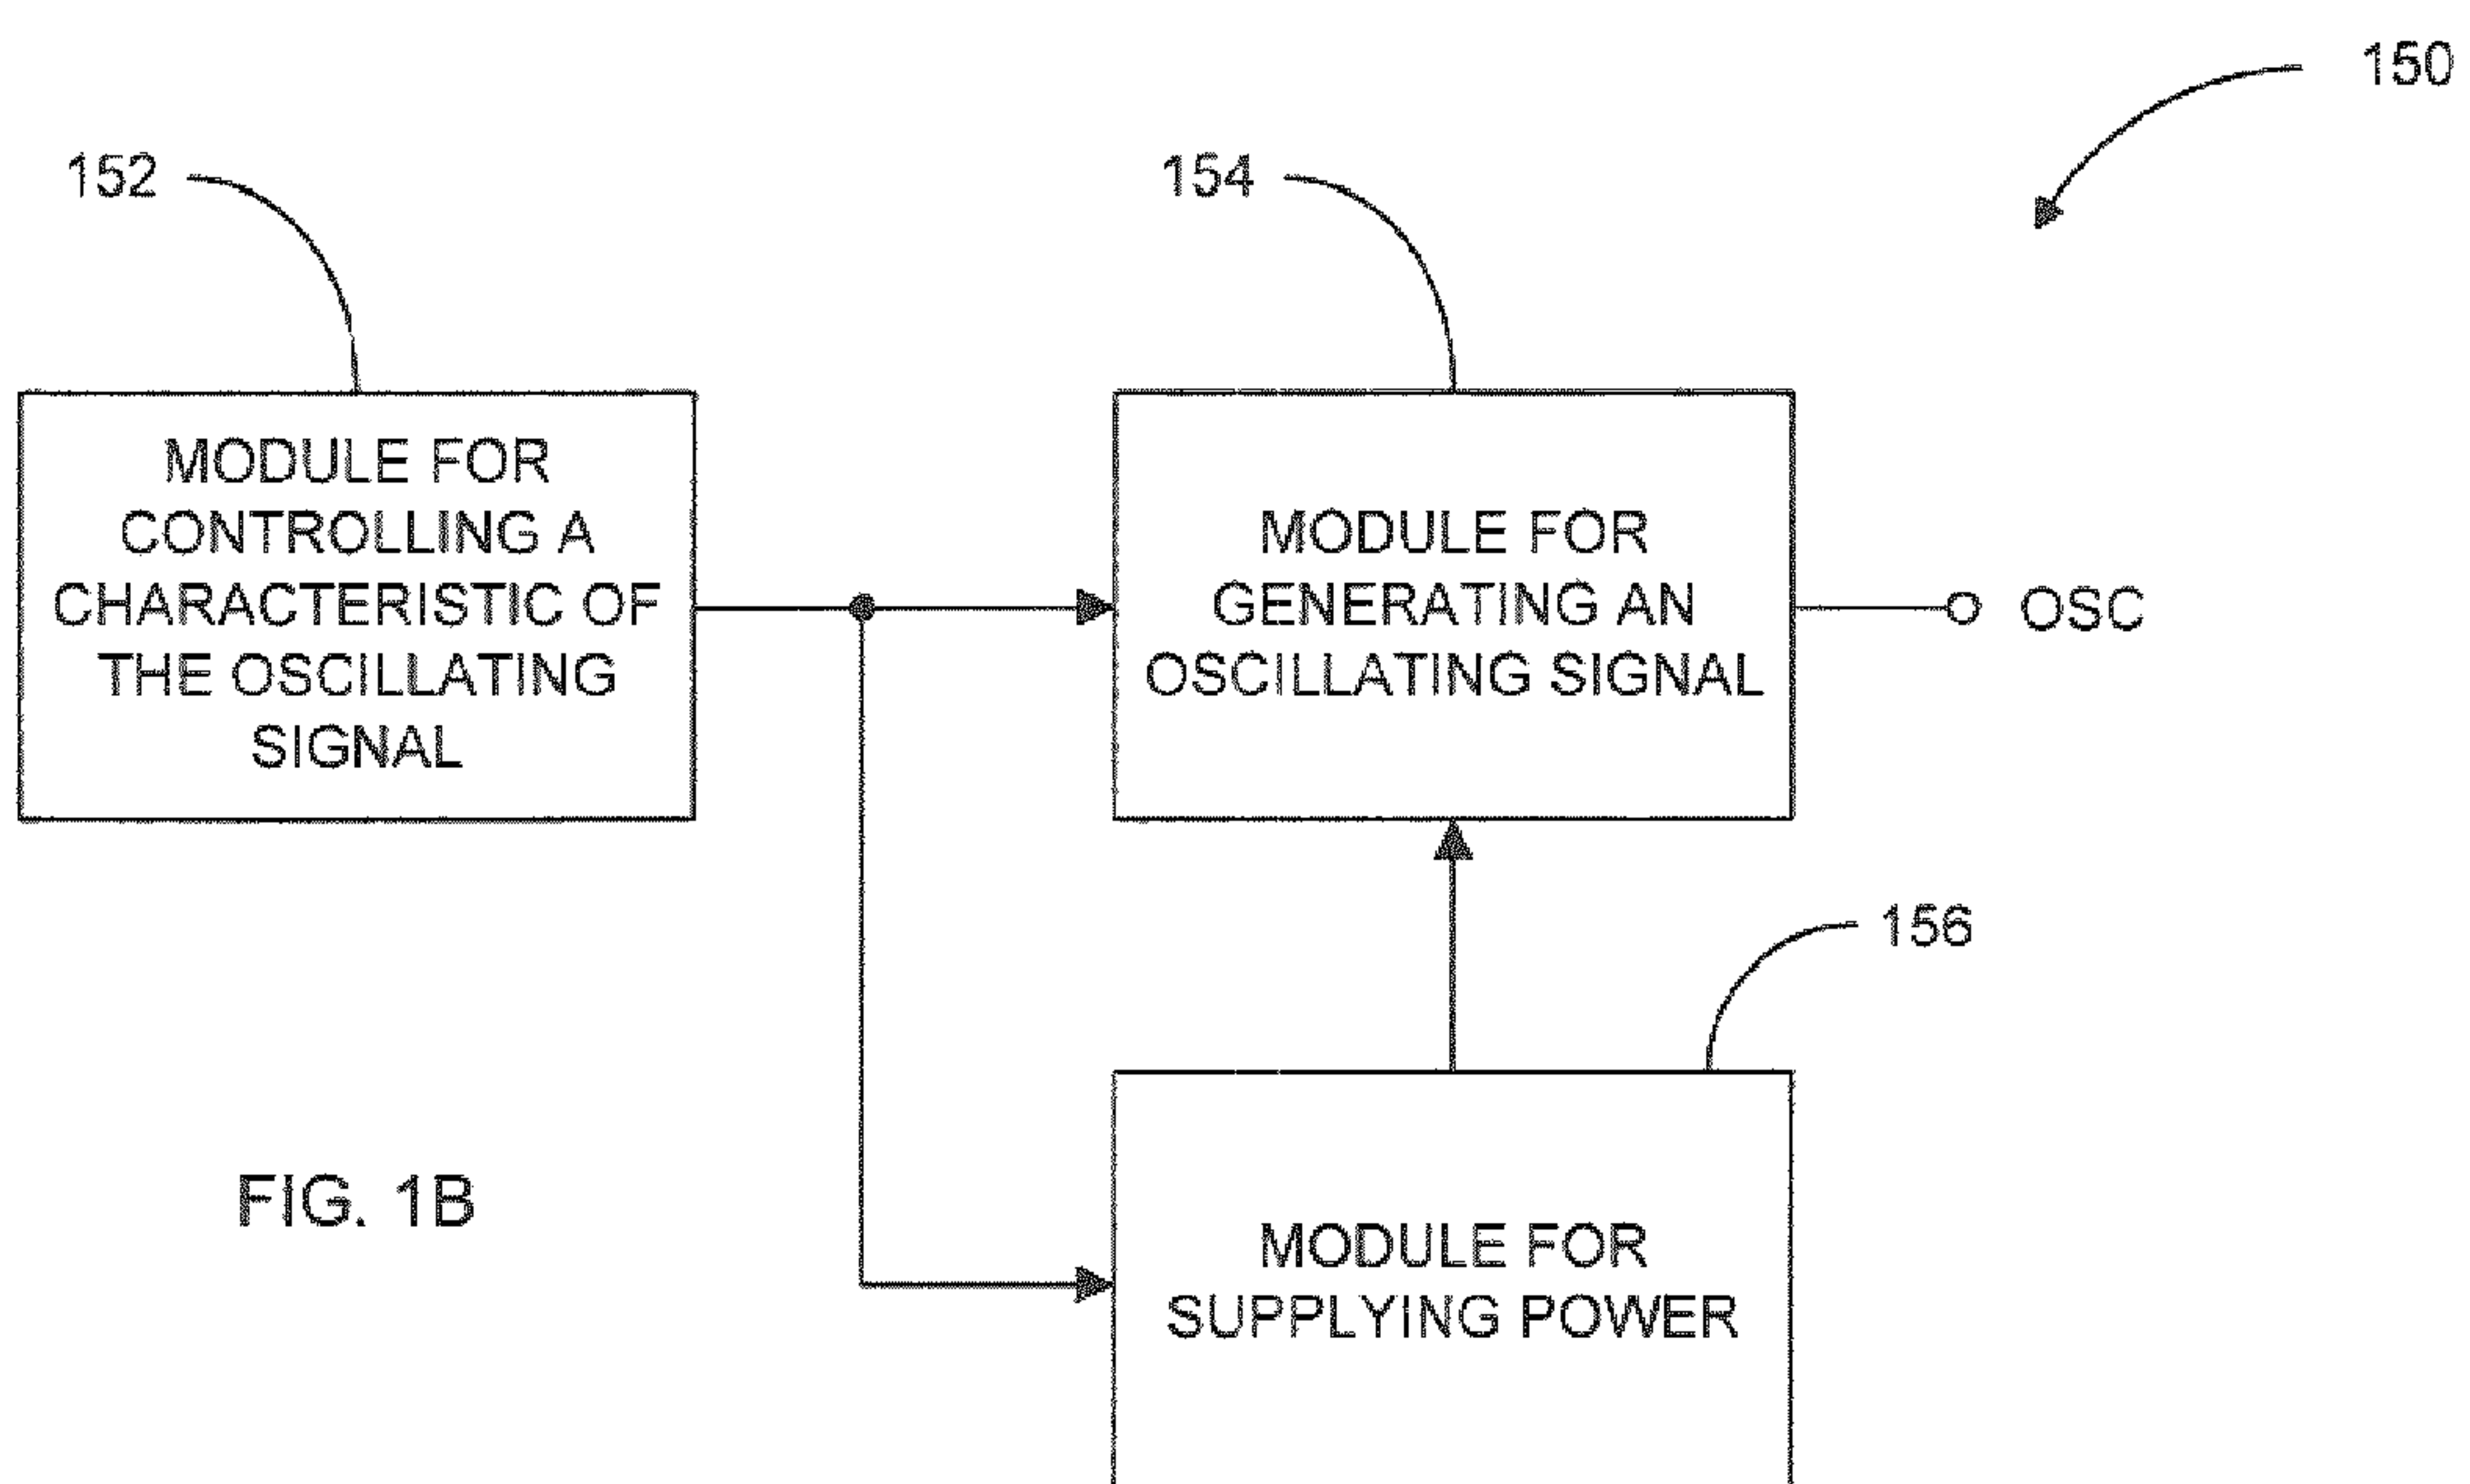 150
152
154
MODULE FOR
CONTROLLING A
CHARACTERISTIC OF
THE OSCILLATING
SIGNAL
MODULE FOR
GENERATING AN
OSCILLATING SIGNAL
OSC
156
FIG. 1B
MODULE FOR
SUPPLYING POWER